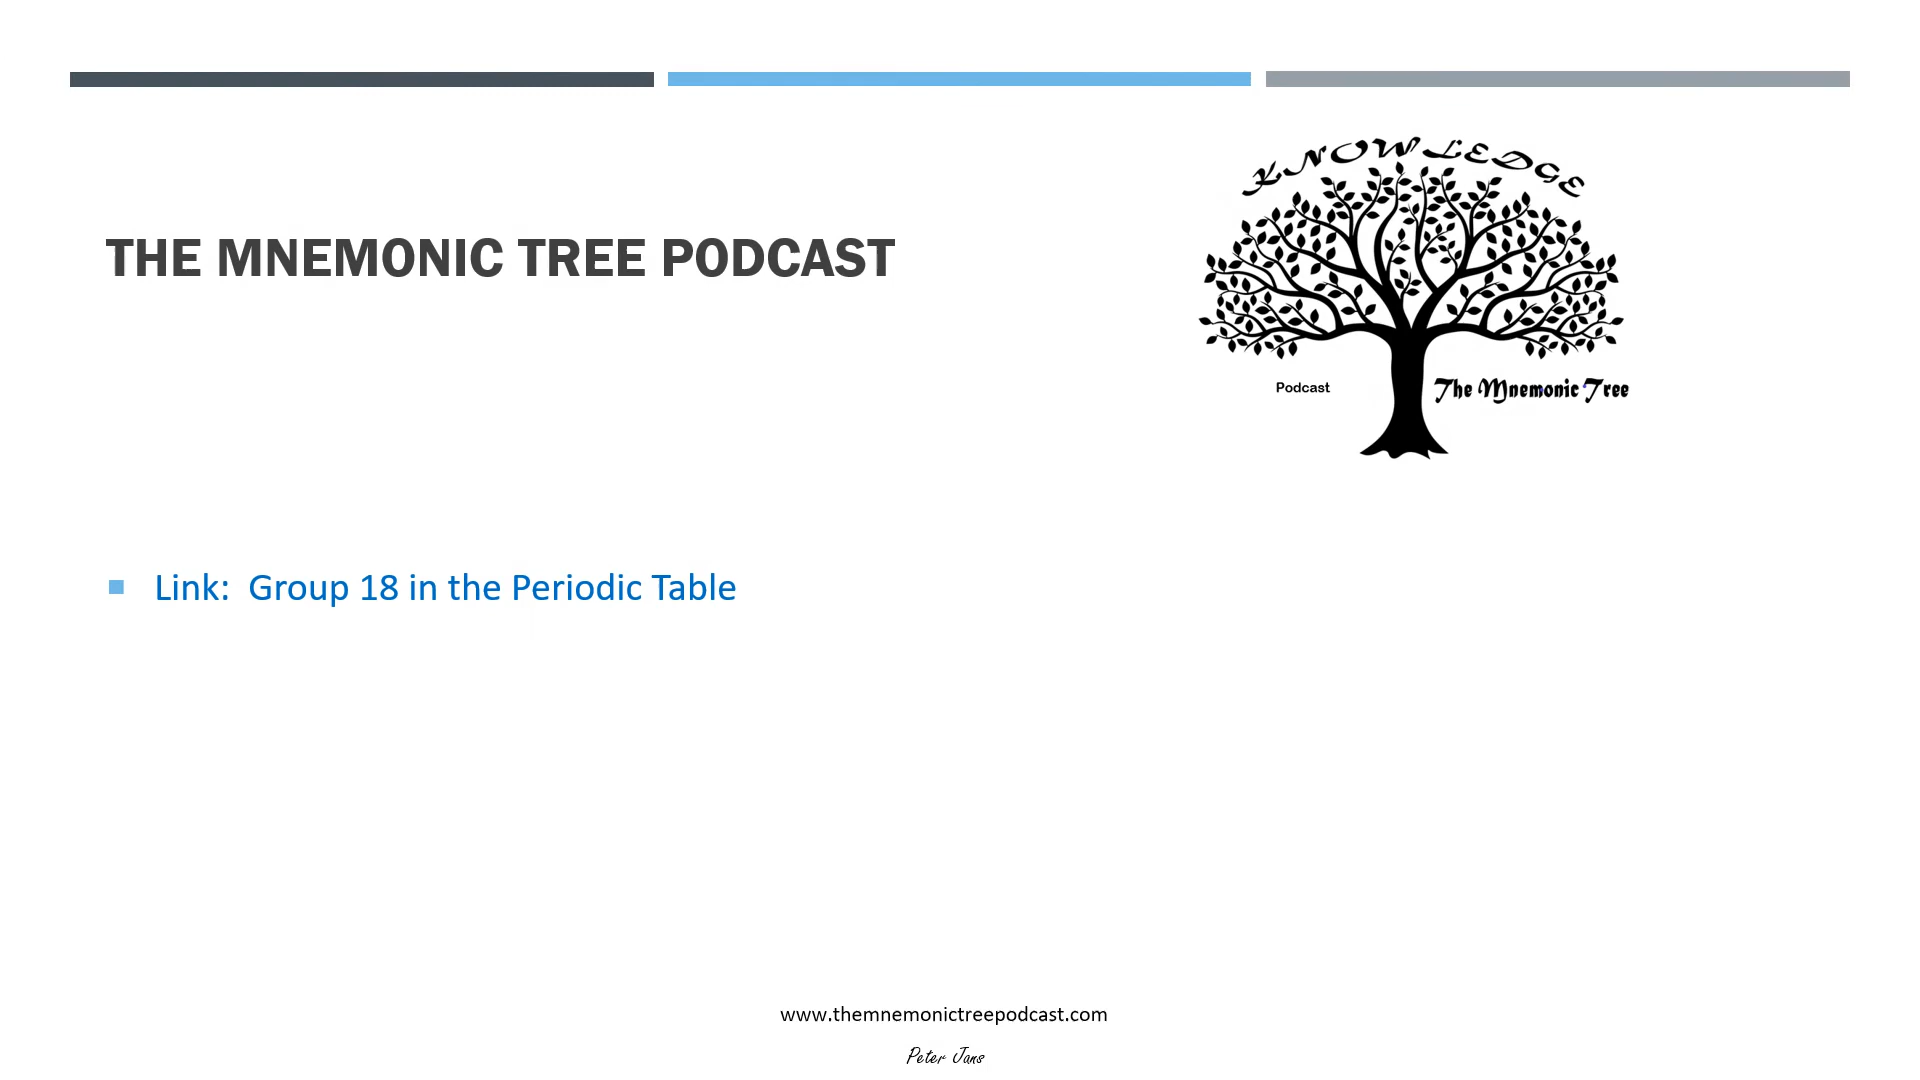 KNOWLEDGE
THE MNEMONIC TREE PODCAST
Podcast
The Mnemonic Tree
Link: Group 18 in the Periodic Table
www.themnemonictreepodcast.com
Peter Jans